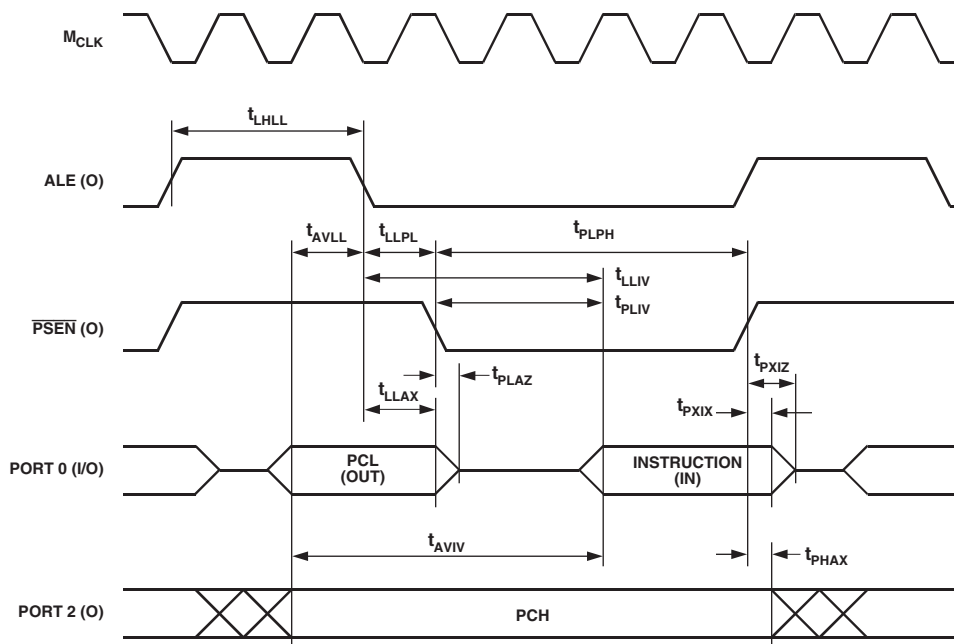 MCLK
tLHLL
ALE (O)
tAVLL
tLLPL
tPLPH
tLLIV
PSEN (O)
tPLIV
tPLAZ
tPXIZ
tLLAX
tPXIX
PORT 0 (I/O)
PCL
(OUT)
INSTRUCTION
(IN)
tAVIV
tPHAX
PORT 2 (O)
PCH